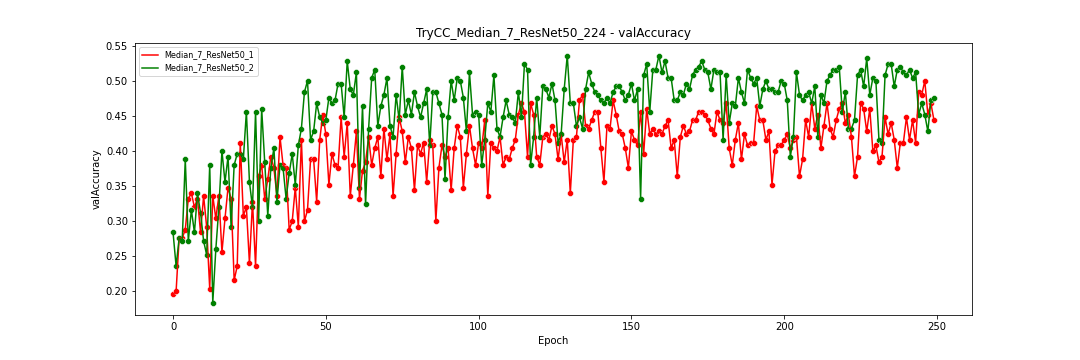 TryCC_Median_7_ResNet50_224 - valAccuracy
Median_7_ResNet50_1
Median_7_ResNet50_2
valAccuracy
0.55
0.50
0.45
0.40
0.35
0.30
0.25
0.20
0 50 100 150 200 250
Epoch